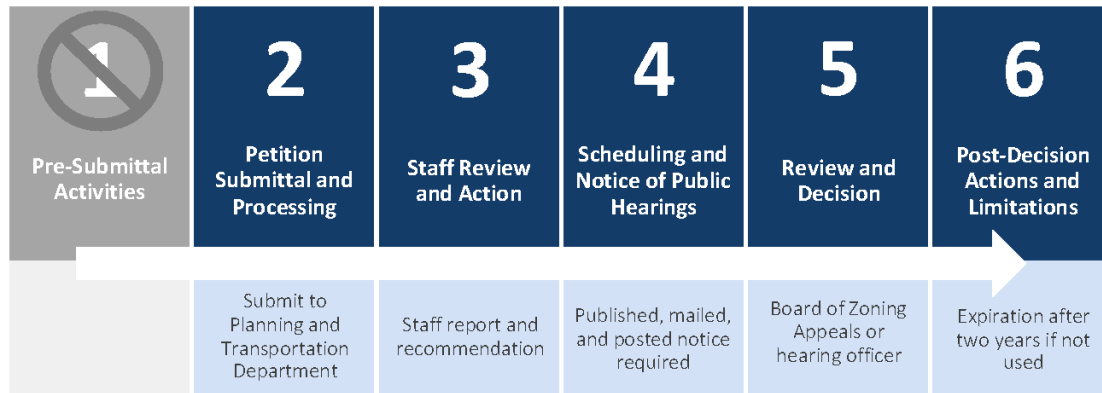 1
Pre-Submittal
Activities
2
Petition
Submittal and
Processing
Submit to
Planning and
Transportation
Department
3
Staff Review
and Action
Staff report and
recommendation
4
Scheduling and
Notice of Public
Hearings
Published, mailed,
and posted notice
required
5
Review and
Decision
Board of Zoning
Appeals or
hearing officer
6
Post-Decision
Actions and
Limitations
Expiration after
two years if not
used